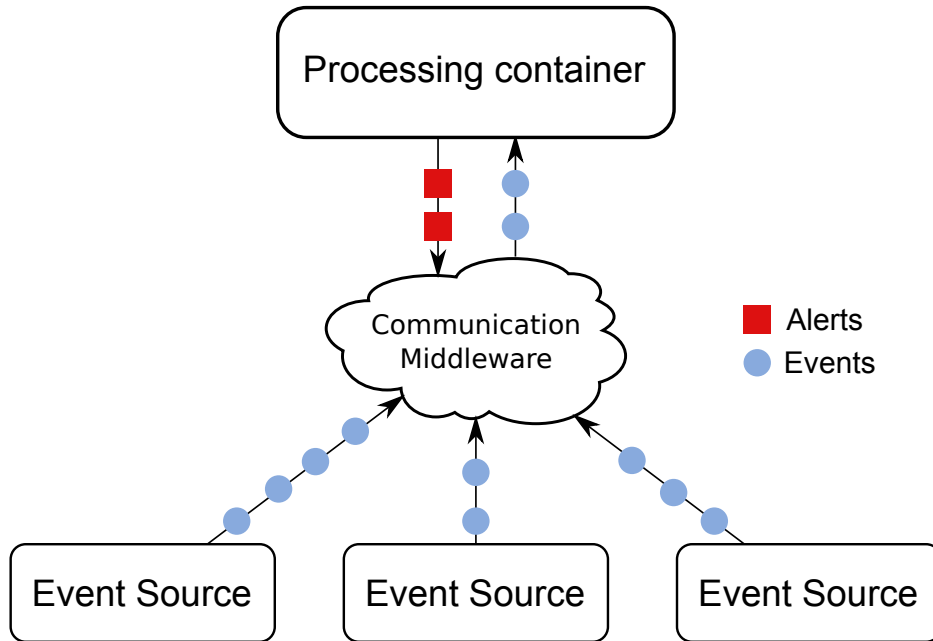 Processing container
Communication
Middleware
Alerts
Events
Event Source
Event Source
Event Source